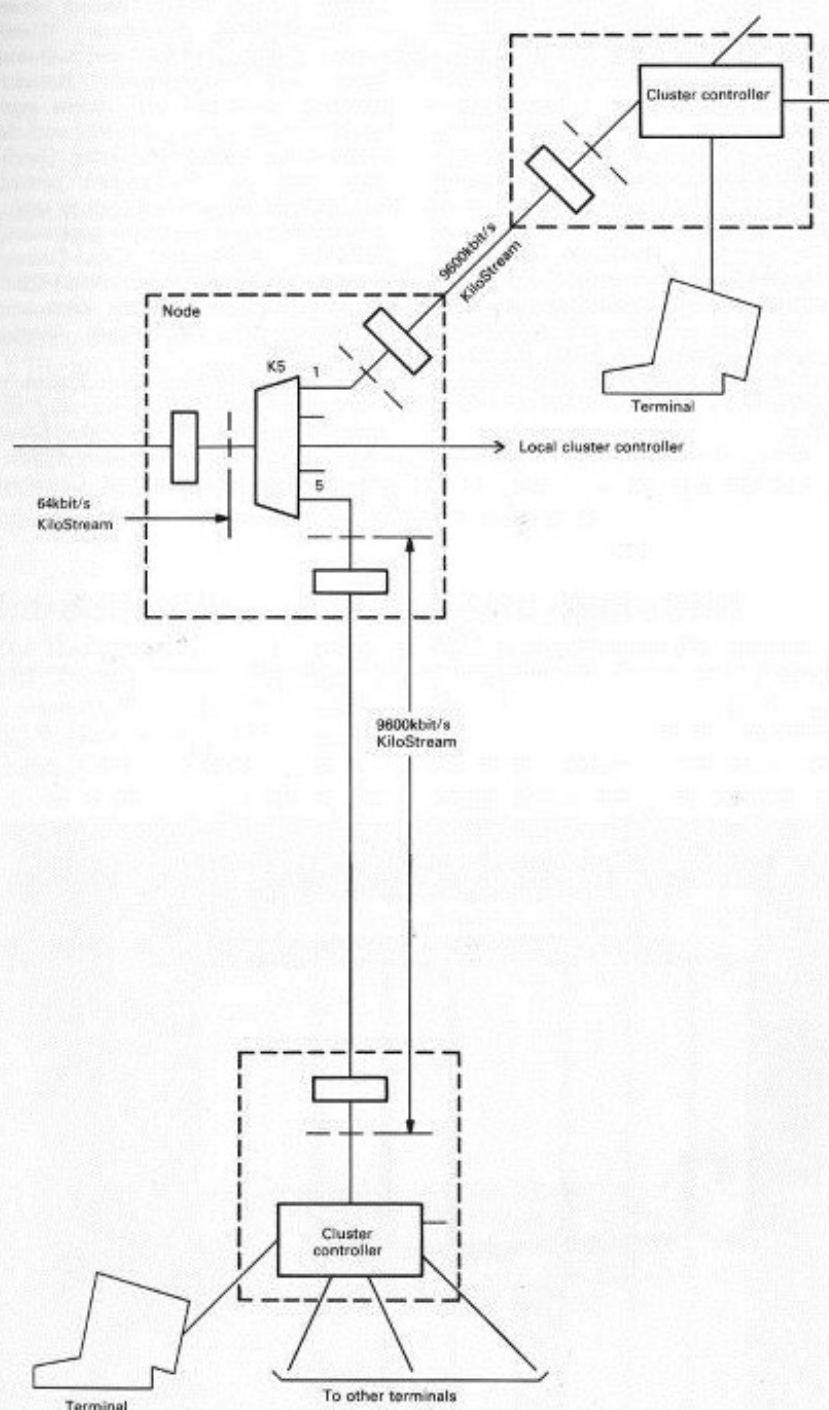 Cluster controller
9600kbit/s
KiloStream
Node
K5
1
Terminal
Local cluster controller
5
64kbit/s
KiloStream
9600kbit/s
KiloStream
Cluster
controller
Terminal
To other terminals